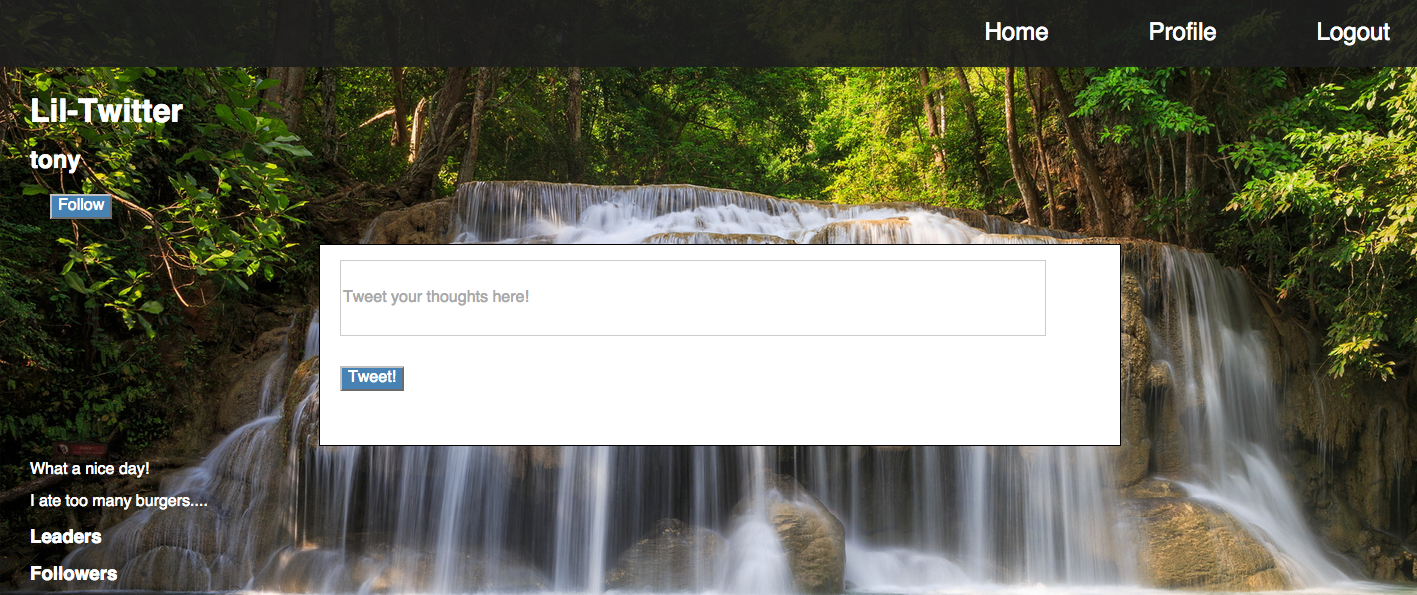 Home Profile Logout
Lil-Twitter
tony
Follow
Tweet your thoughts here!
Tweet!
What a nice day!
I ate too many burgers....
Leaders
Followers